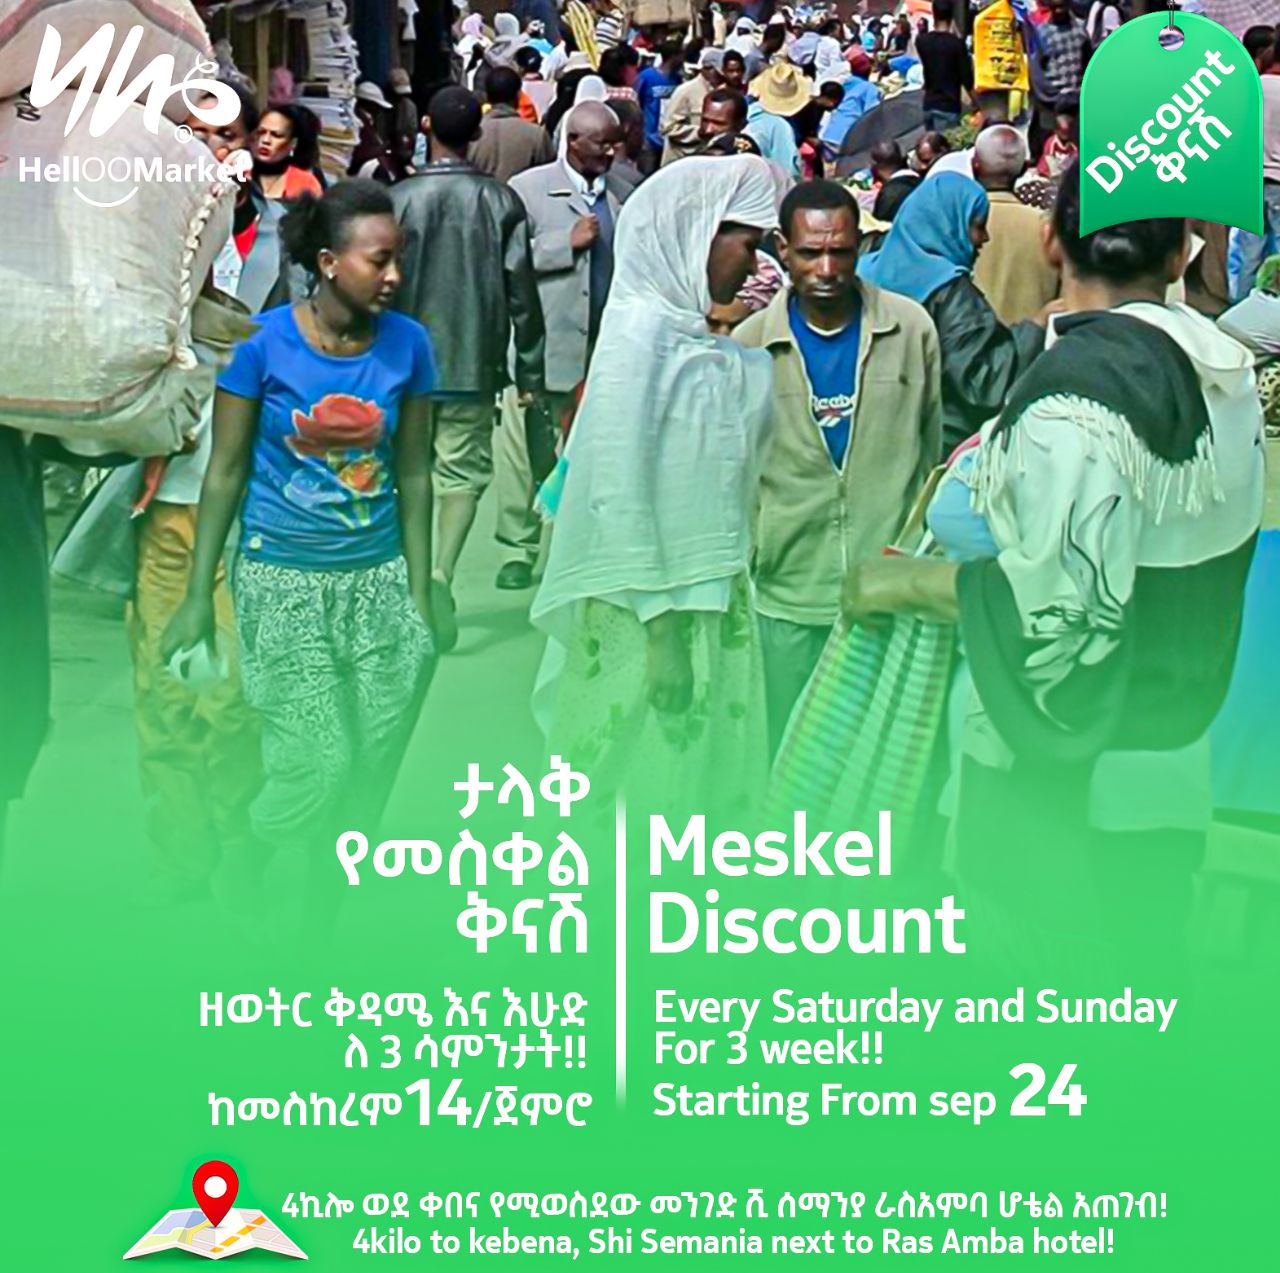 ሃሎ
HellOOMarket
Discount
ቅናሽ
ታላቅ
የመስቀል
ቅናሽ
ዘወትር ቅዳሜ እና እሁድ
ለ 3 ሳምንታት!!
ከመስከረም14/ጀምሮ
Meskel
Discount
Every Saturday and Sunday
For 3 week!!
Starting From sep 24
4ኪሎ ወደ ቀበና የሚወስደው መንገድ ሺ ሰማንያ ራስአምባ ሆቴል አጠገብ!
4kilo to kebena, Shi Semania next to Ras Amba hotel!